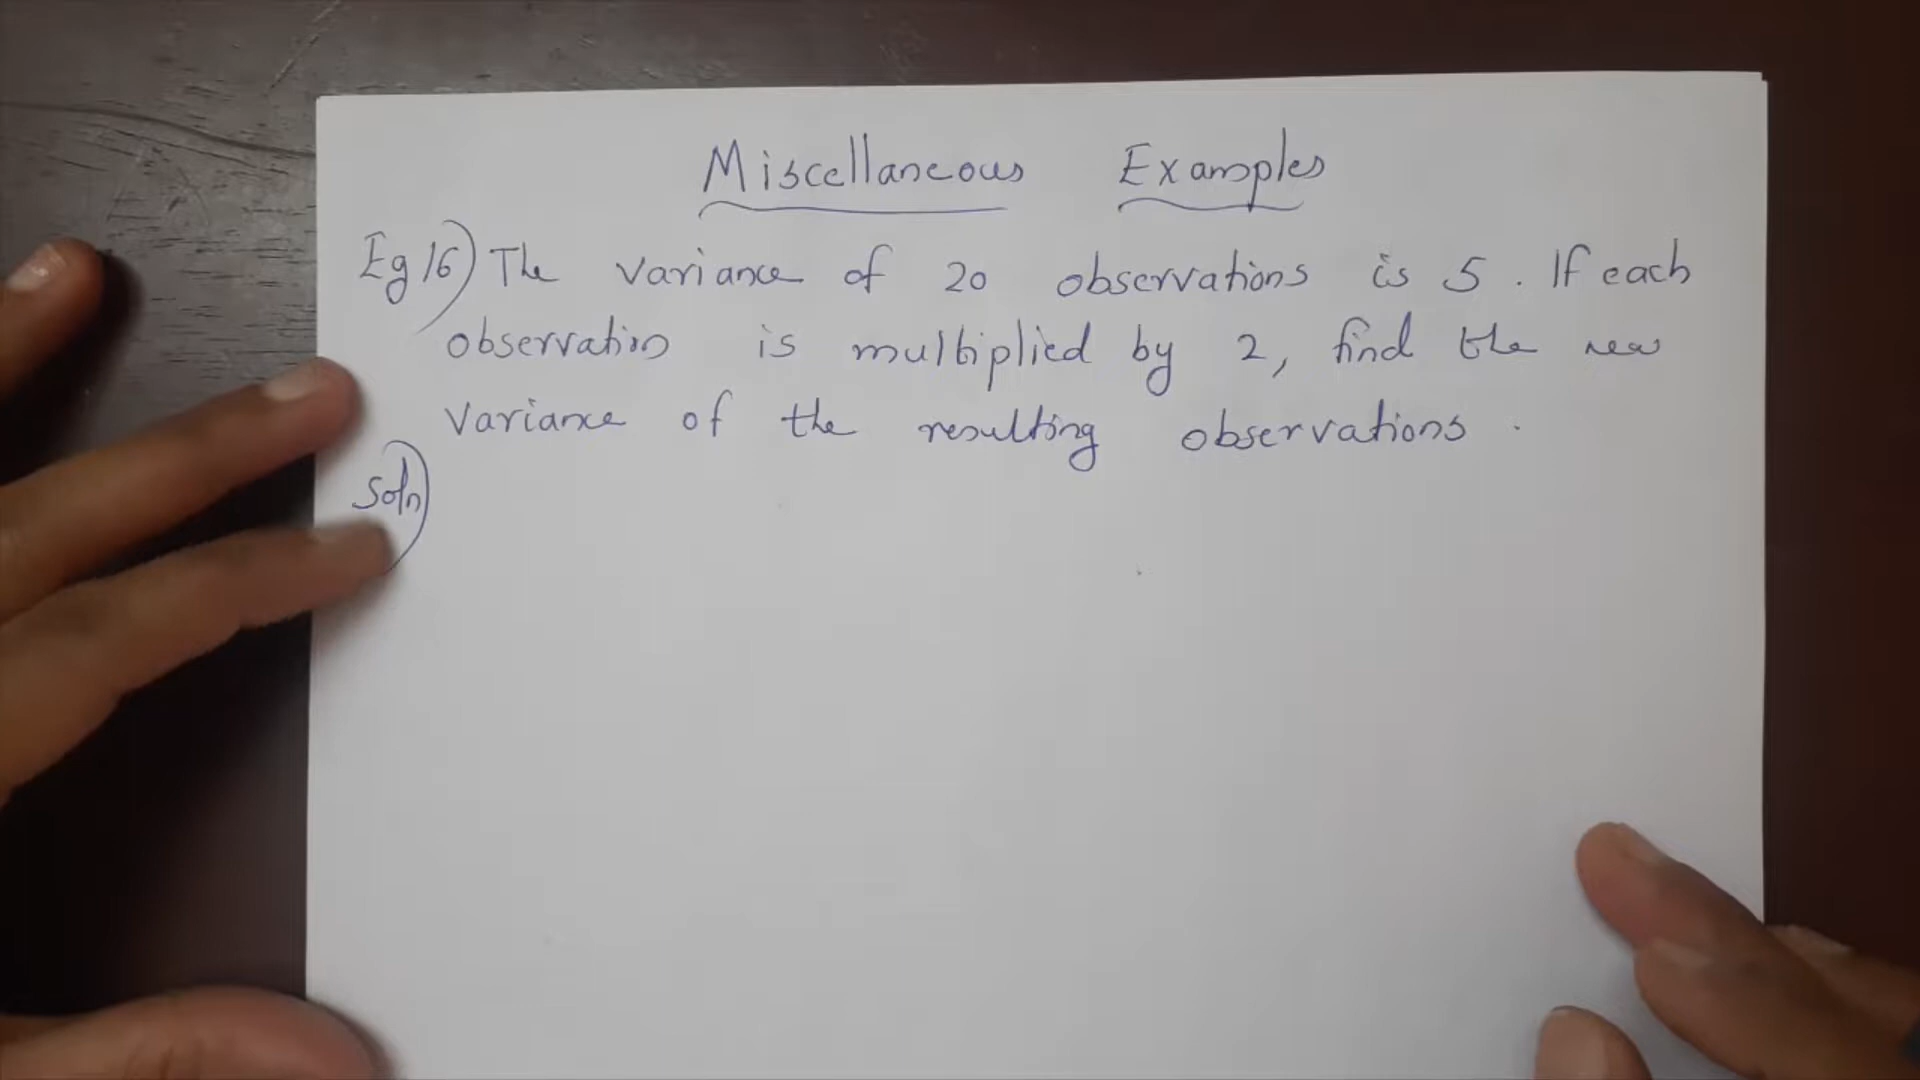 Miscellaneous Examples
Eg 16) The variance of 20 observations is 5. If each
observation is multiplied by 2, find the new
variance of the resulting observations.
Soln)